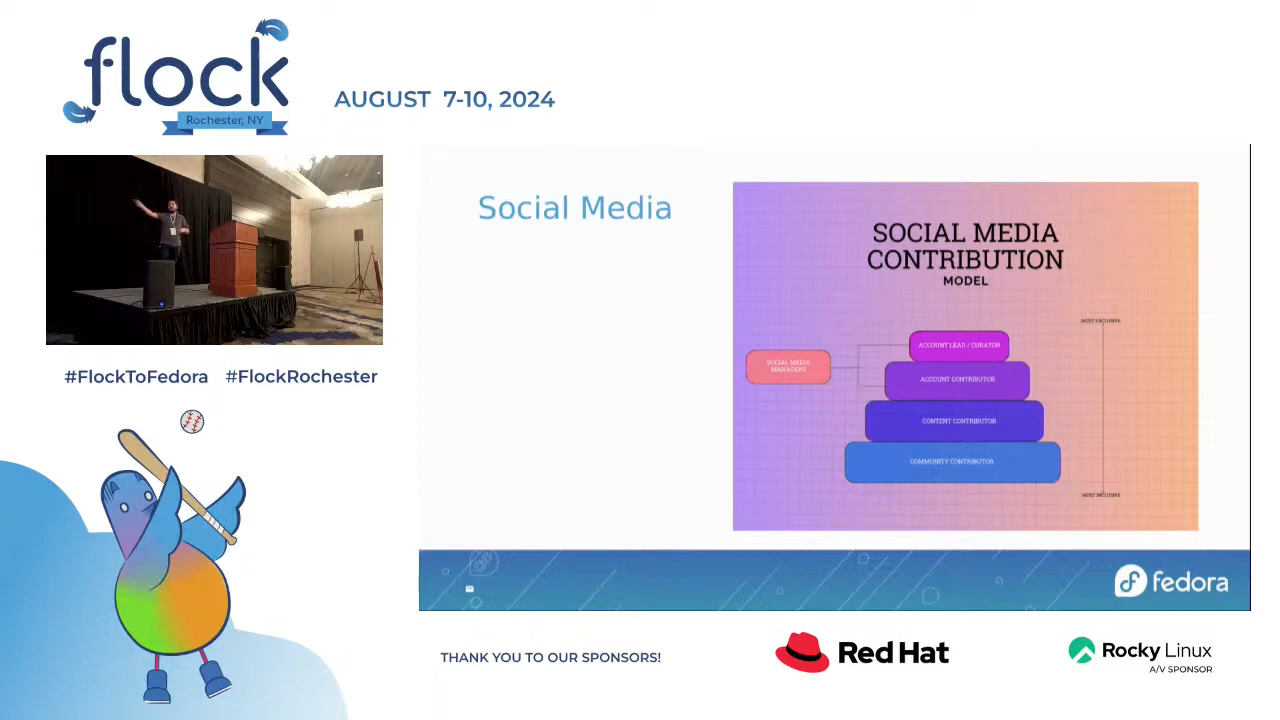 flock
Rochester, NY
AUGUST 7-10, 2024
#FlockToFedora #FlockRochester
Social Media
SOCIAL MEDIA
CONTRIBUTION
MODEL
MOST EXCLUSIVE
ACCOUNT LEAD / CURATOR
SOCIAL MEDIA
MANAGERS
ACCOUNT CONTRIBUTOR
CONTENT CONTRIBUTOR
COMMUNITY CONTRIBUTOR
MOST INCLUSIVE
fedora
THANK YOU TO OUR SPONSORS!
Red Hat
Rocky Linux
A/V SPONSOR